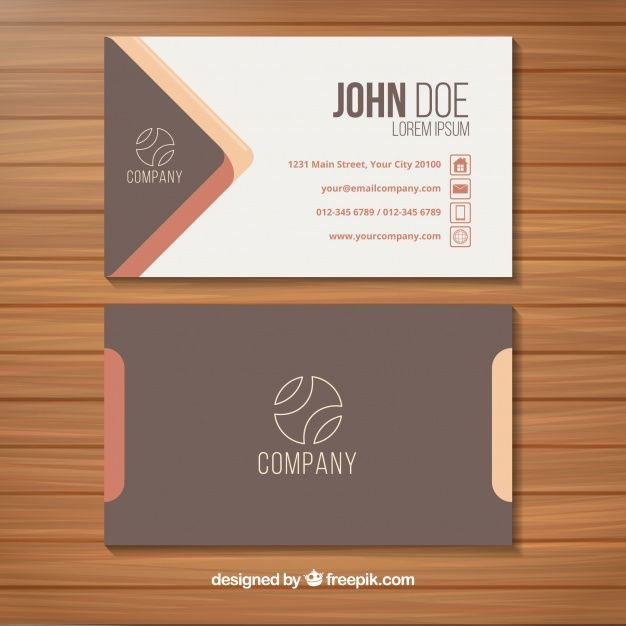 JOHN DOE
LOREM IPSUM
COMPANY
1231 Main Street, Your City 20100
your@emailcompany.com
012-345 6789 / 012-345 6789
www.yourcompany.com
COMPANY
designed by freepik.com